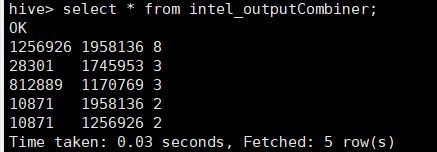 hive> select * from intel_outputCombiner;
OK
1256926 1958136 8
28301 1745953 3
812889 1170769 3
10871 1958136 2
10871 1256926 2
Time taken: 0.03 seconds, Fetched: 5 row(s)